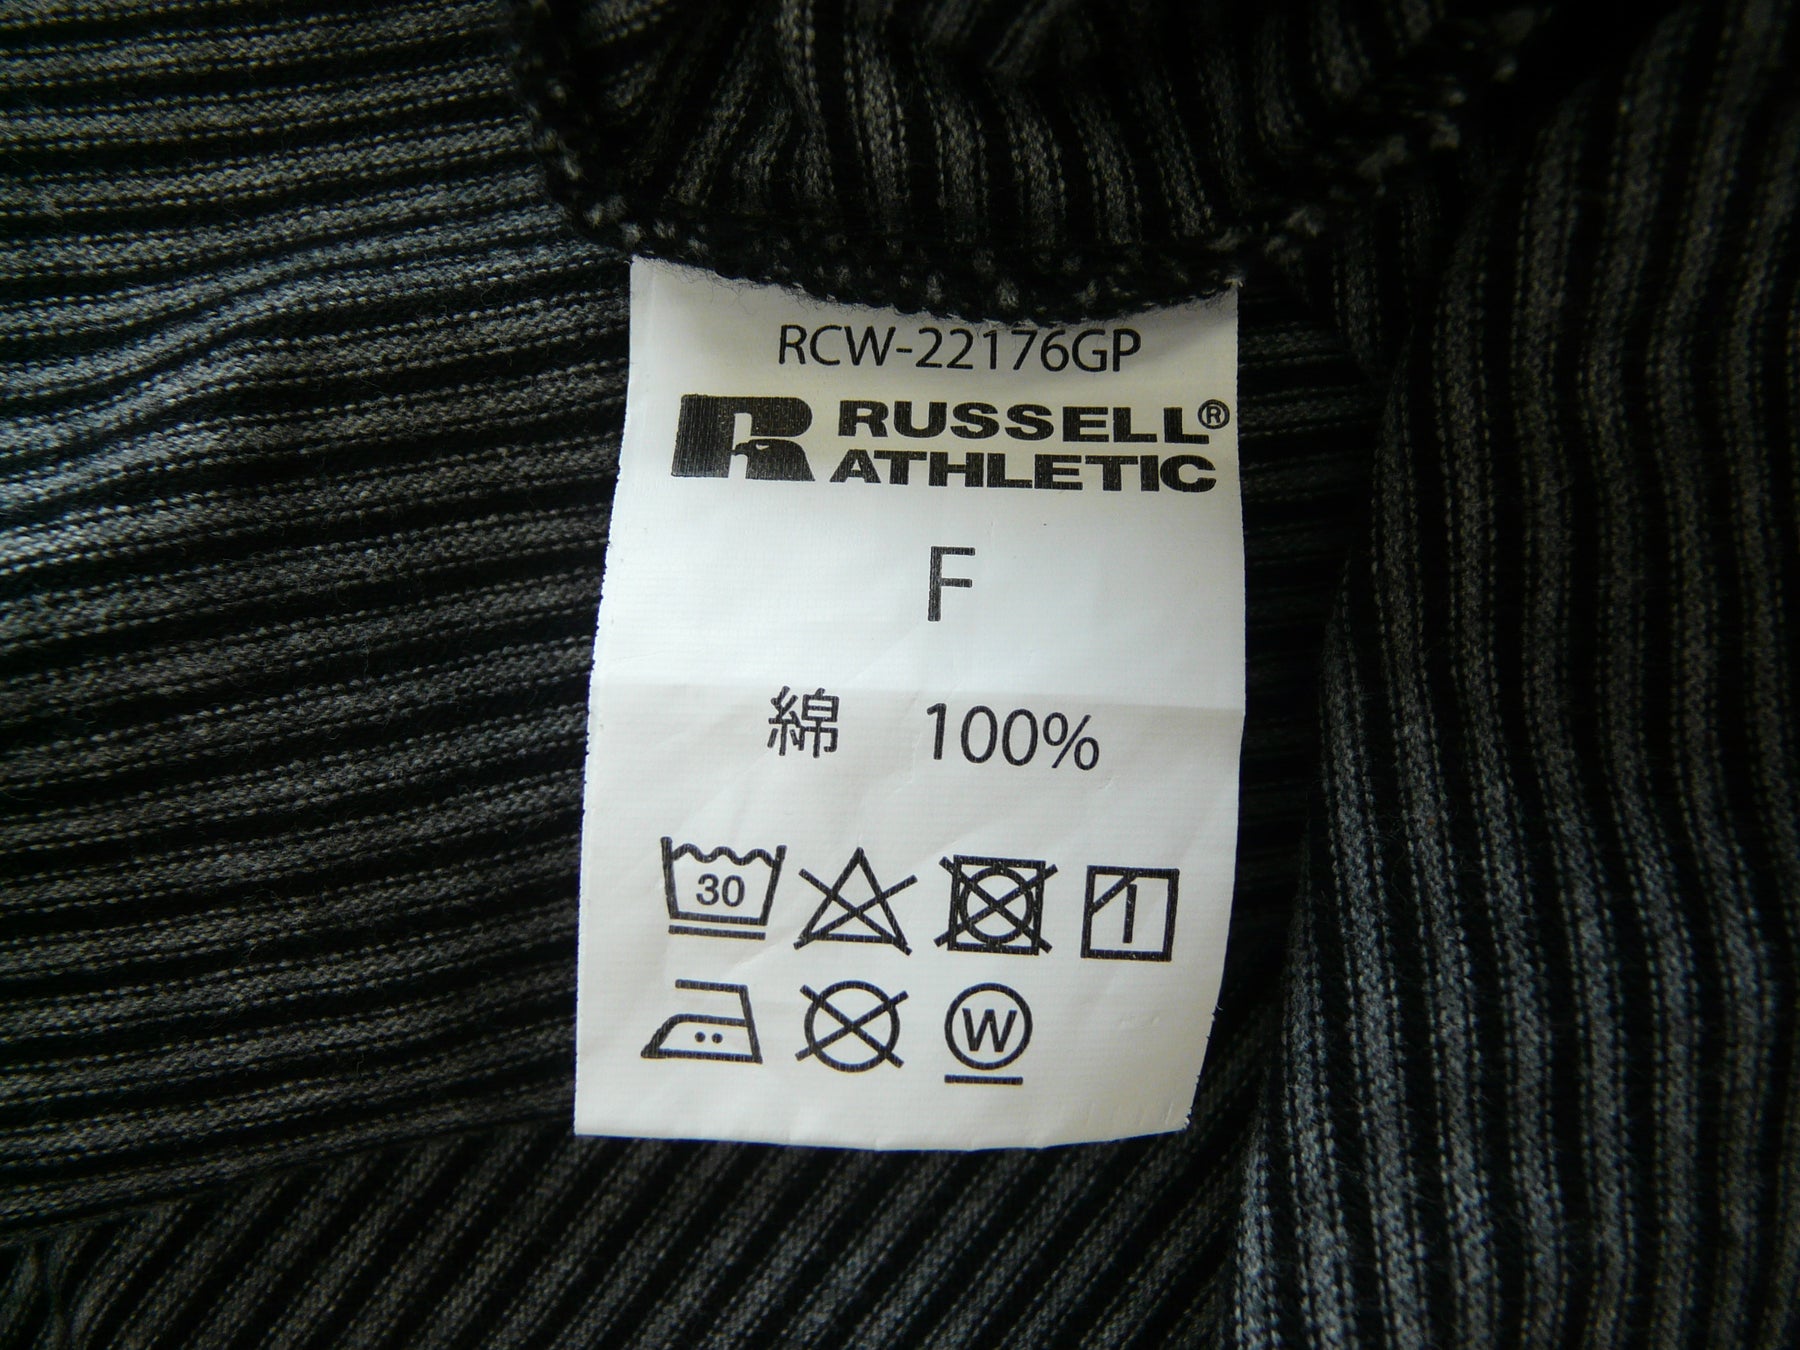 RCW-22176GP
RUSSELL®
ATHLETIC
F
綿 100%
30
W